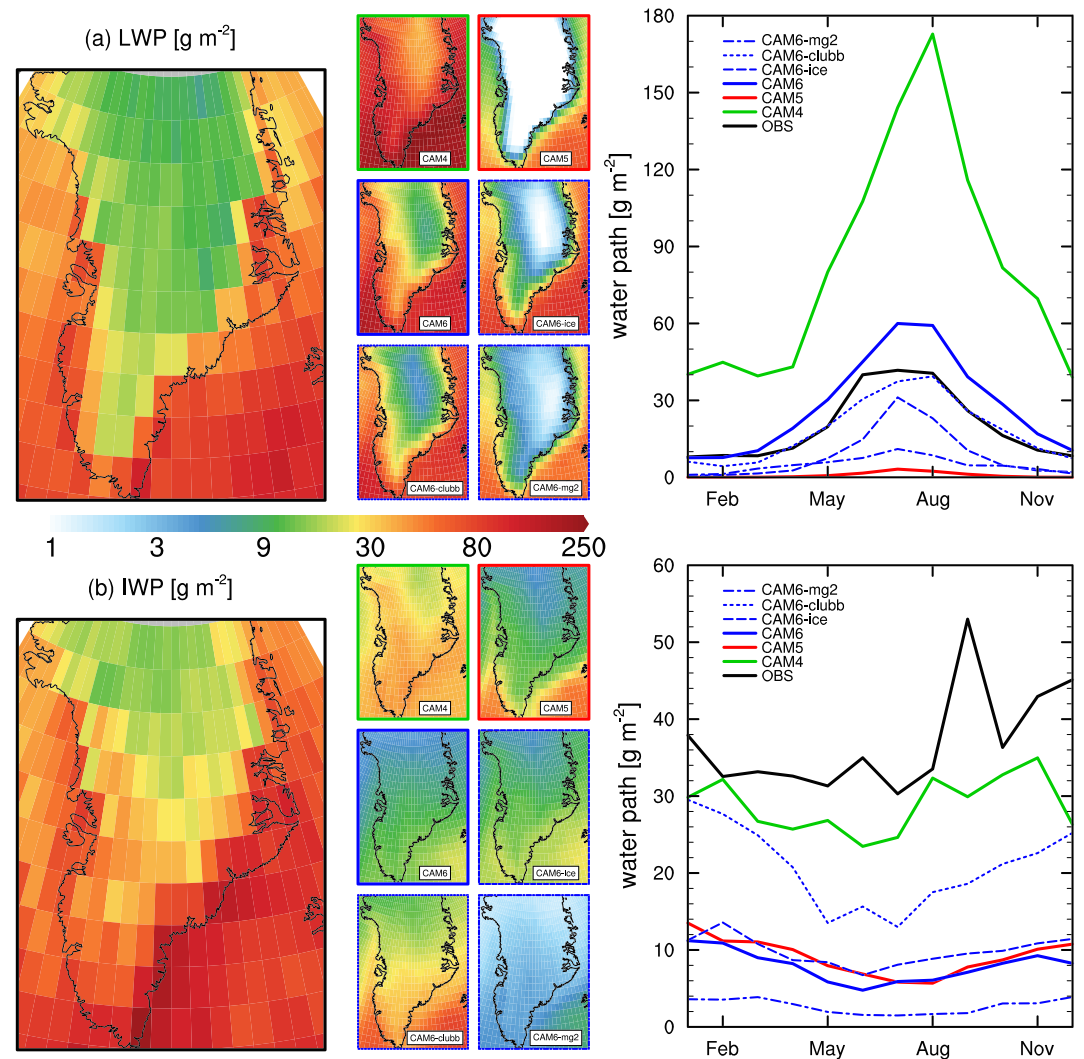 (a) LWP [g m-2]
CAM4
CAM5
CAM6
CAM6-ice
CAM6-clubb
CAM6-mg2
water path [g m-2]
180
150
120
90
60
30
0
CAM6-mg2
CAM6-clubb
CAM6-ice
CAM6
CAM5
CAM4
OBS
Feb May Aug Nov
1 3 9 30 80 250
(b) IWP [g m-2]
CAM4
CAM5
CAM6
CAM6-ice
CAM6-clubb
CAM6-mg2
water path [g m-2]
60
50
40
30
20
10
0
CAM6-mg2
CAM6-clubb
CAM6-ice
CAM6
CAM5
CAM4
OBS
Feb May Aug Nov